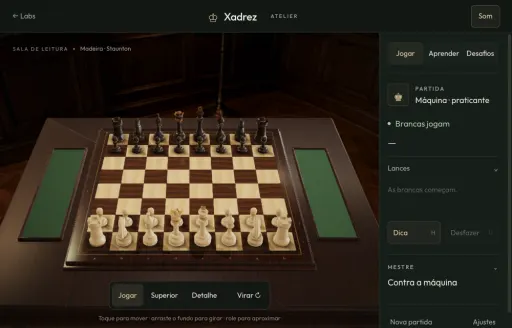 ← Labs
Xadrez
ATELIER
Som
SALA DE LEITURA • Madeira · Staunton
Jogar
Aprender
Desafios
PARTIDA
Máquina · praticante
Brancas jogam
—
Lances
As brancas começam.
Dica
H
Desfazer
MESTRE
Contra a máquina
Jogar
Superior
Detalhe
Virar
Toque para mover · arraste o fundo para girar · role para aproximar
Nova partida
Ajustes